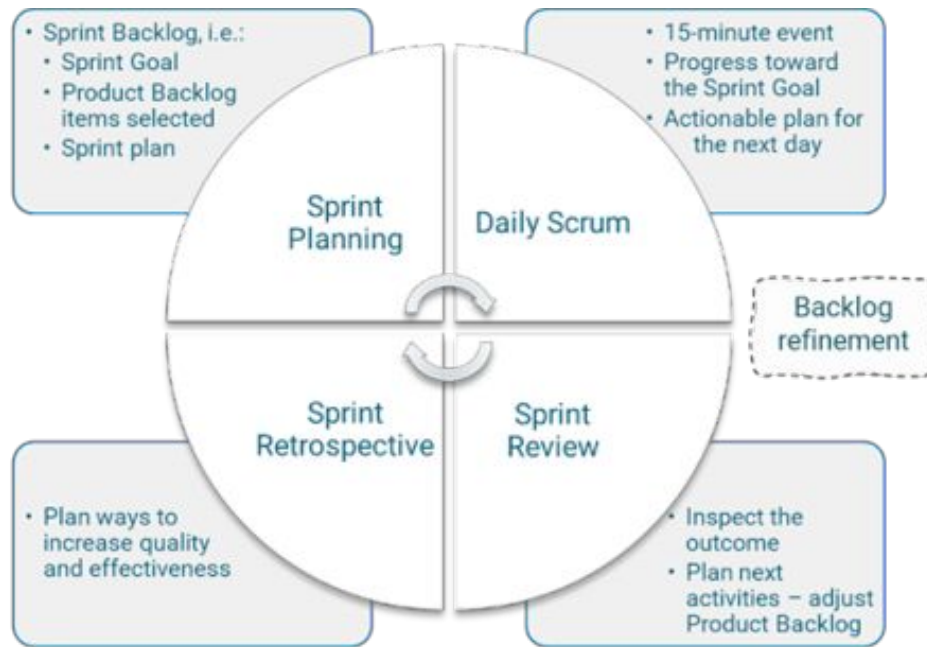 • Sprint Backlog, i.e.:
• Sprint Goal
• Product Backlog
items selected
• Sprint plan
• 15-minute event
• Progress toward
the Sprint Goal
• Actionable plan for
the next day
Sprint
Planning
Daily Scrum
Backlog
refinement
Sprint
Retrospective
Sprint
Review
• Plan ways to
increase quality
and effectiveness
• Inspect the
outcome
• Plan next
activities – adjust
Product Backlog